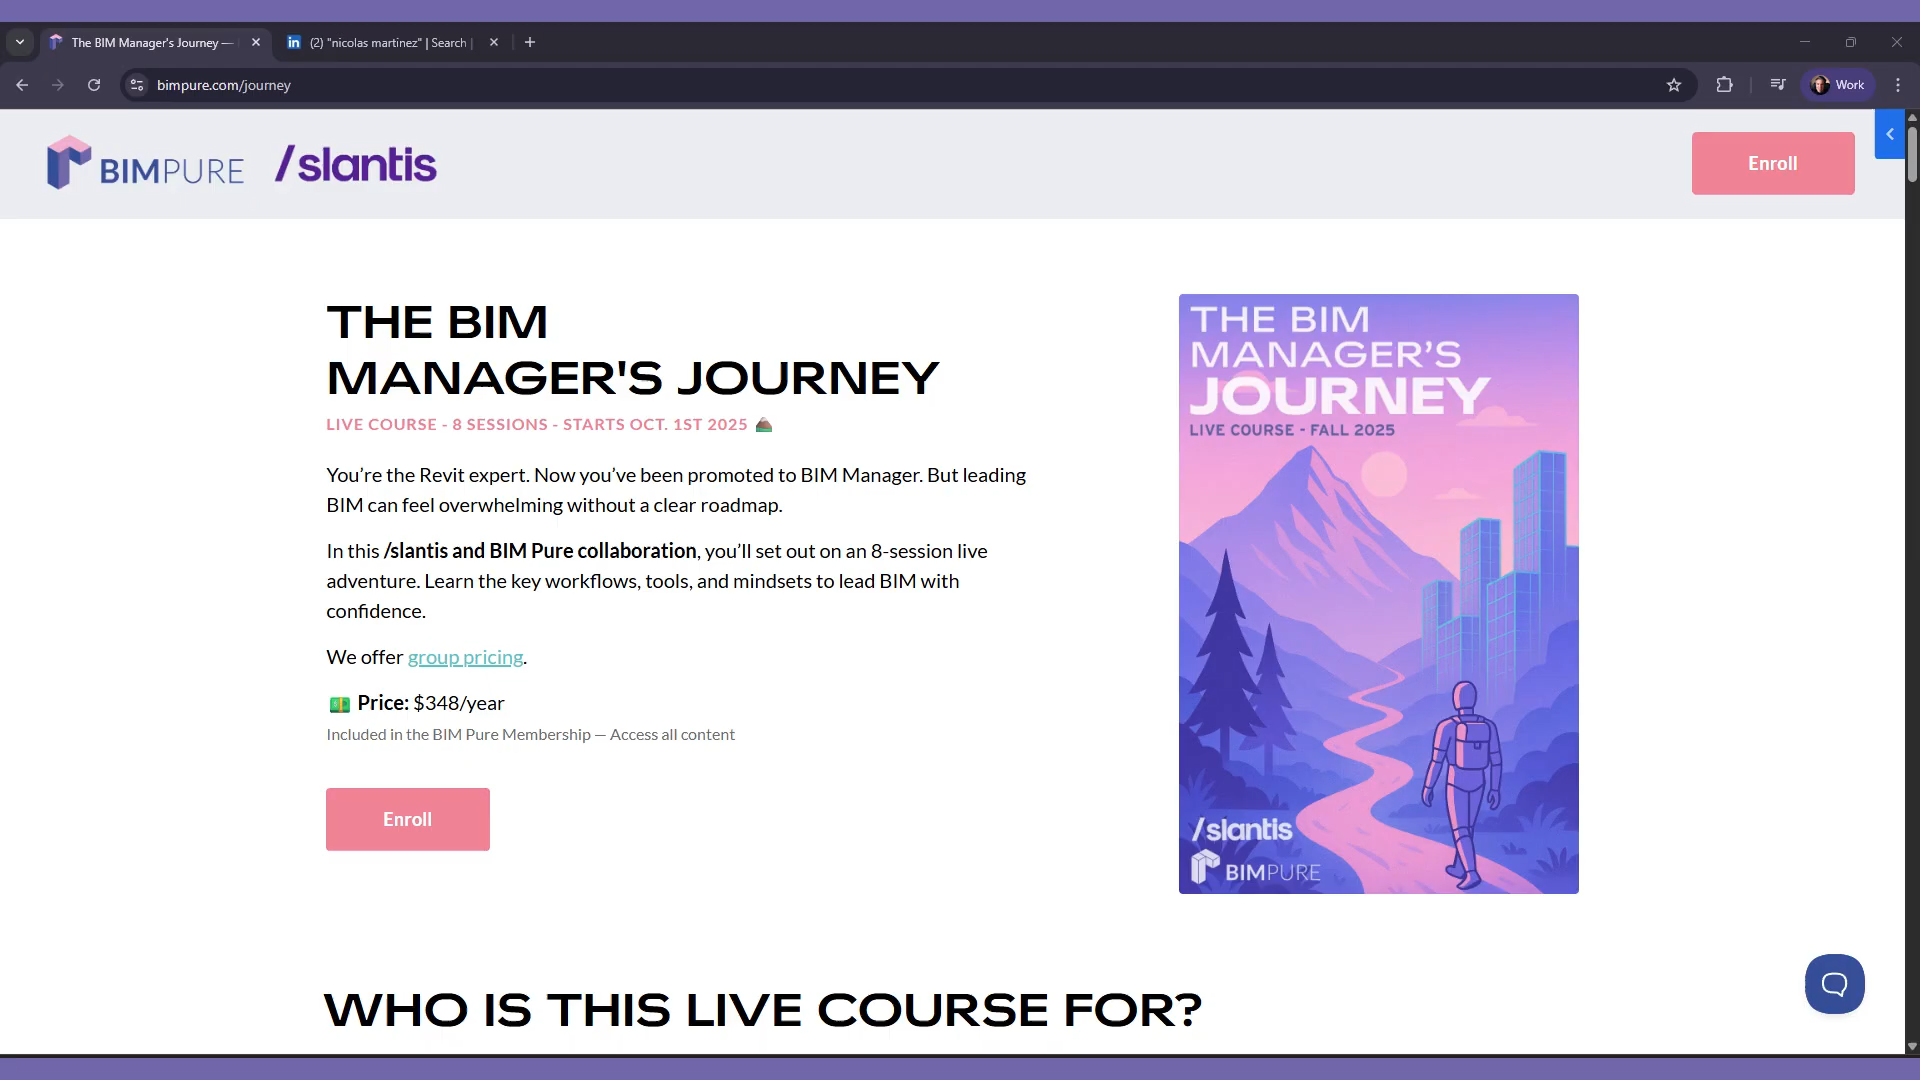 The BIM Manager's Journey —
(2) "nicolas martinez" | Search |
bimpure.com/journey
Work
BIMPURE
/slantis
Enroll
THE BIM
MANAGER'S JOURNEY
LIVE COURSE - 8 SESSIONS - STARTS OCT. 1ST 2025
You’re the Revit expert. Now you’ve been promoted to BIM Manager. But leading
BIM can feel overwhelming without a clear roadmap.
In this /slantis and BIM Pure collaboration, you’ll set out on an 8-session live
adventure. Learn the key workflows, tools, and mindsets to lead BIM with
confidence.
We offer group pricing.
Price: $348/year
Included in the BIM Pure Membership — Access all content
Enroll
THE BIM
MANAGER’S
JOURNEY
LIVE COURSE - FALL 2025
/slantis
BIMPURE
WHO IS THIS LIVE COURSE FOR?